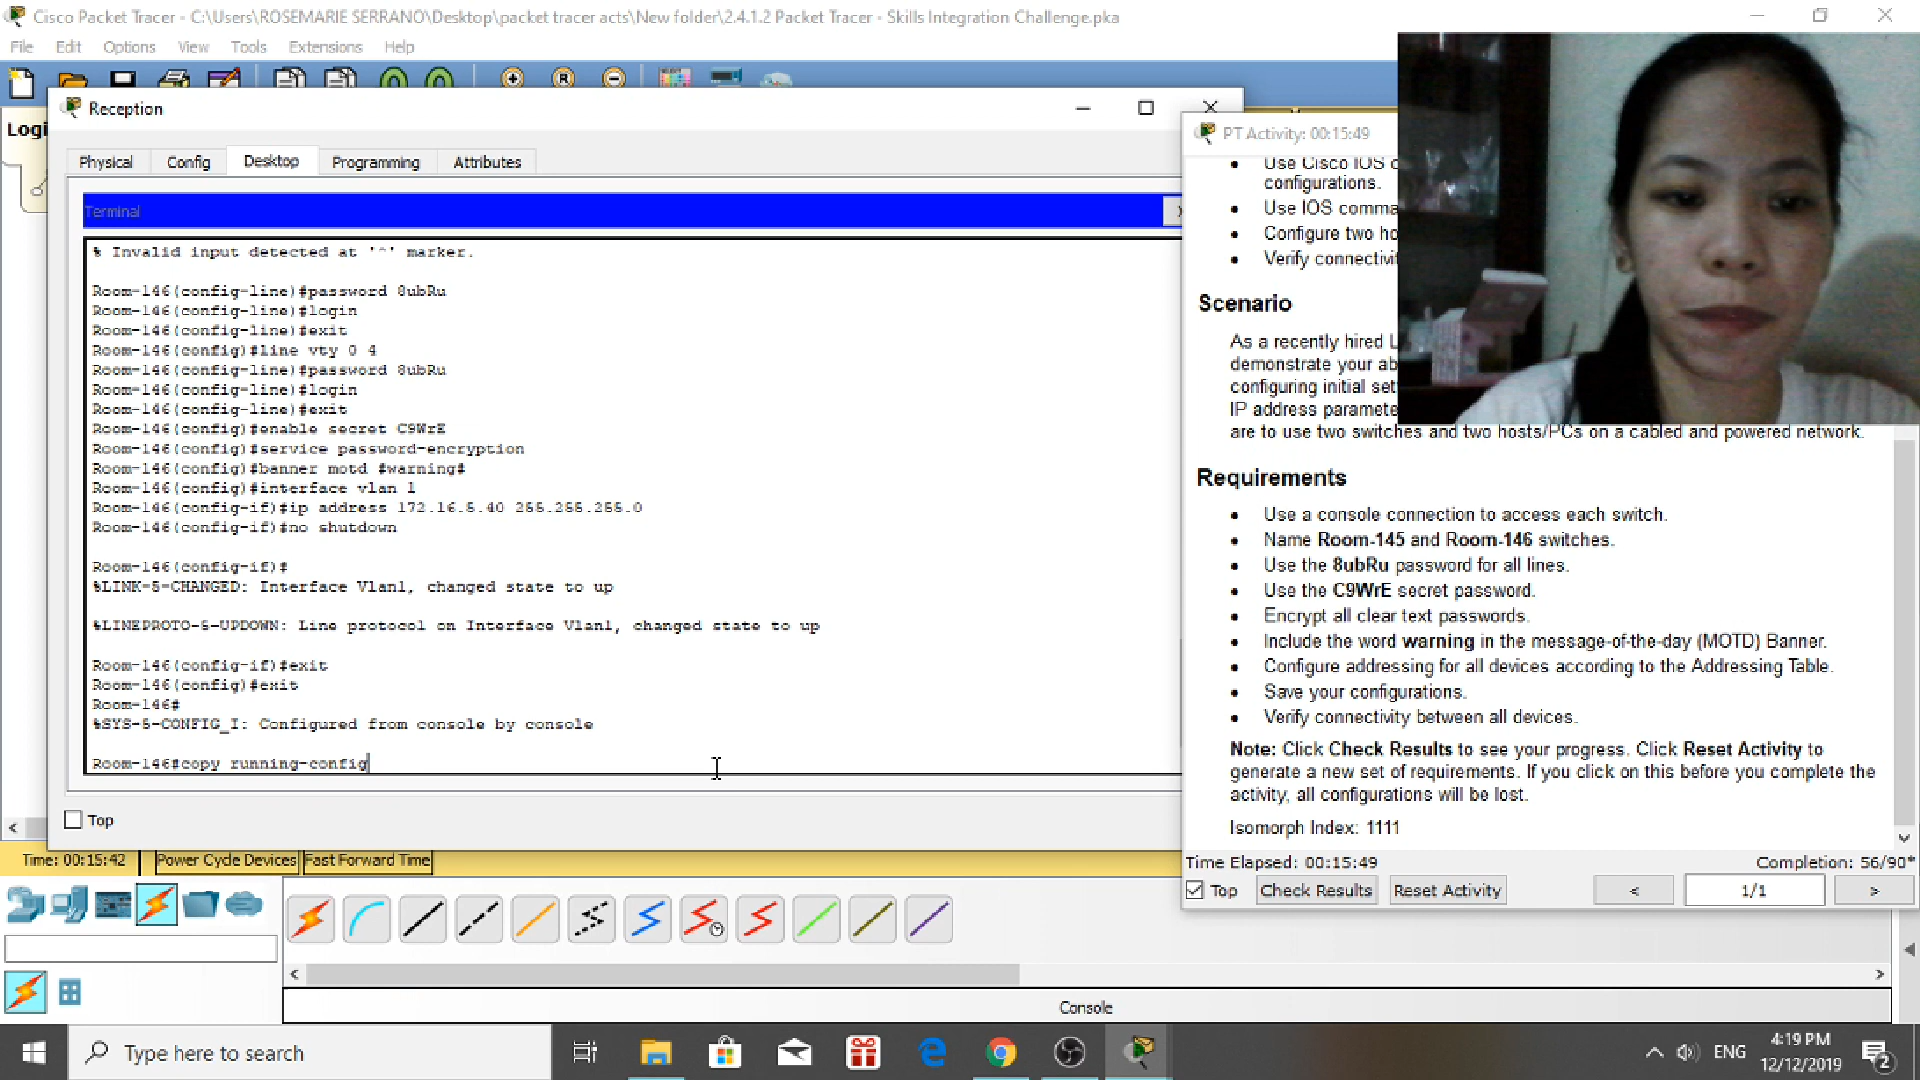 Cisco Packet Tracer - C:\Users\ROSEMARIE SERRANO\Desktop\packet tracer acts\New folder\2.4.1.2 Packet Tracer - Skills Integration Challenge.pka
File Edit Options View Tools Extensions Help
Logi
Reception
Physical Config Desktop Programming Attributes
Terminal X
% Invalid input detected at '^' marker.
Room-146(config-line)#password 8ubRu
Room-146(config-line)#login
Room-146(config-line)#exit
Room-146(config)#line vty 0 4
Room-146(config-line)#password 8ubRu
Room-146(config-line)#login
Room-146(config-line)#exit
Room-146(config)#enable secret C9WrE
Room-146(config)#service password-encryption
Room-146(config)#banner motd #warning#
Room-146(config)#interface vlan 1
Room-146(config-if)#ip address 172.16.5.40 255.255.255.0
Room-146(config-if)#no shutdown
Room-146(config-if)#
%LINK-5-CHANGED: Interface Vlan1, changed state to up
%LINEPROTO-5-UPDOWN: Line protocol on Interface Vlan1, changed state to up
Room-146(config-if)#exit
Room-146(config)#exit
Room-146#
%SYS-5-CONFIG_I: Configured from console by console
Room-146#copy running-config
Top
PT Activity: 00:15:49
• Use Cisco IOS c
configurations.
• Use IOS comma
• Configure two ho
• Verify connectivit
Scenario
As a recently hired L
demonstrate your ab
configuring initial set
IP address paramete
are to use two switches and two hosts/PCs on a cabled and powered network.
Requirements
• Use a console connection to access each switch.
• Name Room-145 and Room-146 switches.
• Use the 8ubRu password for all lines.
• Use the C9WrE secret password.
• Encrypt all clear text passwords.
• Include the word warning in the message-of-the-day (MOTD) Banner.
• Configure addressing for all devices according to the Addressing Table.
• Save your configurations.
• Verify connectivity between all devices.
Note: Click Check Results to see your progress. Click Reset Activity to
generate a new set of requirements. If you click on this before you complete the
activity, all configurations will be lost.
Isomorph Index: 1111
Time Elapsed: 00:15:49 Completion: 56/90*
Top Check Results Reset Activity < 1/1 >
Time: 00:15:42 Power Cycle Devices Fast Forward Time
Console
Type here to search
ENG
4:19 PM
12/12/2019
2